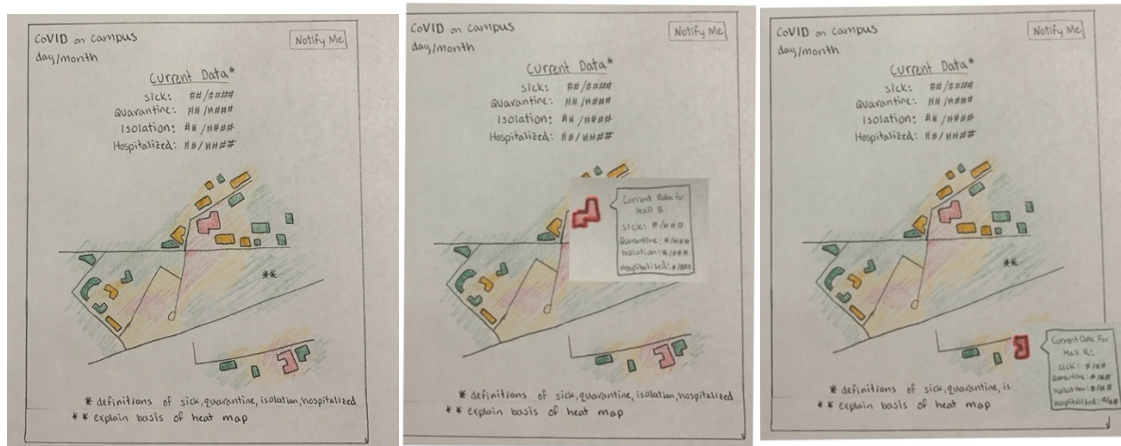 CoVID on campus
Notify Me
day/month
Current Data*
sick: ##/####
Quarantine: ##/####
Isolation: ##/####
Hospitalized: ##/####
**
* definitions of sick, quarantine, isolation, hospitalized
** explain basis of heat map
CoVID on campus
Notify Me
day/month
Current Data*
sick: ##/####
Quarantine: ##/####
Isolation: ##/####
Hospitalized: ##/####
Current Data for
Hall B:
sick: #/###
Quarantine: #/###
Isolation: #/###
Hospitalized: #/###
* definitions of sick, quarantine, isolation, hospitalized
** explain basis of heat map
CoVID on campus
Notify Me
day/month
Current Data*
sick: ##/####
Quarantine: ##/####
Isolation: ##/####
Hospitalized: ##/####
**
Current Data For
Hall K:
sick: #/##
Quarantine: #/##
Isolation: #/##
Hospitalized: #/##
* definitions of sick, quarantine, is
** explain basis of heat map